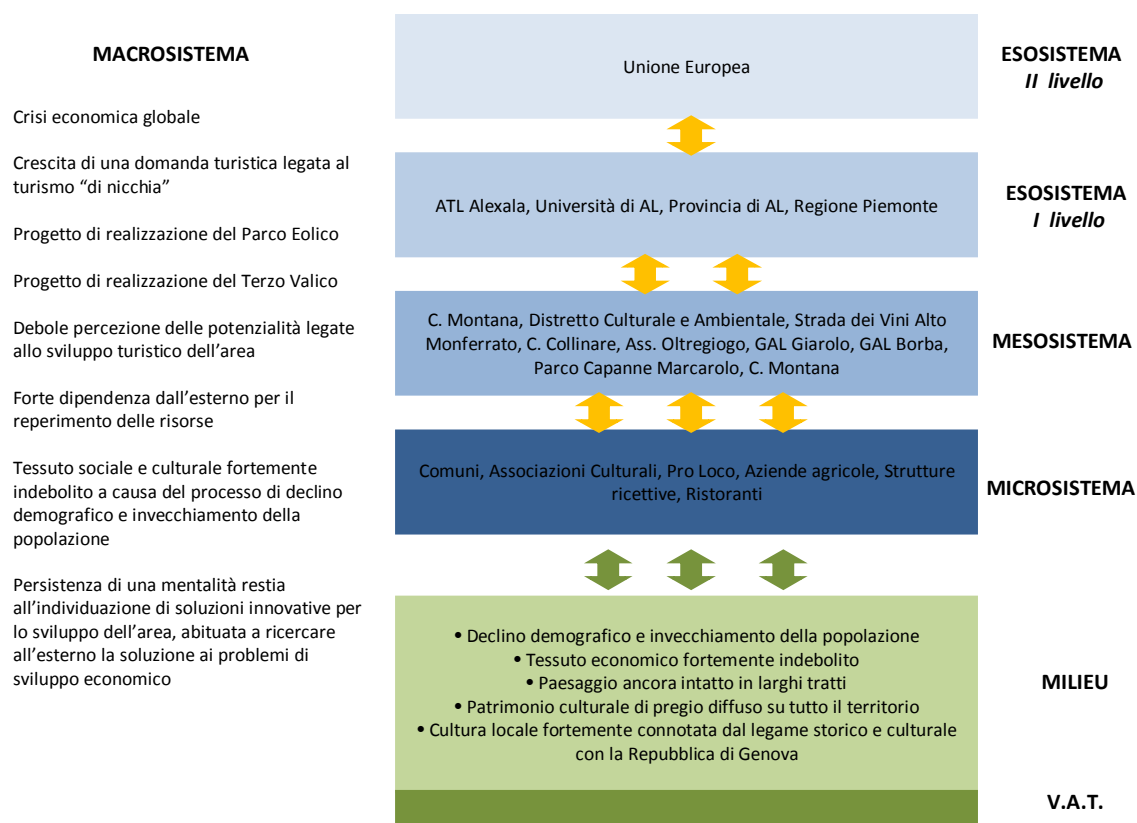 MACROSISTEMA
Crisi economica globale
Crescita di una domanda turistica legata al
turismo “di nicchia”
Progetto di realizzazione del Parco Eolico
Progetto di realizzazione del Terzo Valico
Debole percezione delle potenzialità legate
allo sviluppo turistico dell’area
Forte dipendenza dall’esterno per il
reperimento delle risorse
Tessuto sociale e culturale fortemente
indebolito a causa del processo di declino
demografico e invecchiamento della
popolazione
Persistenza di una mentalità restia
all’individuazione di soluzioni innovative per
lo sviluppo dell’area, abituata a ricercare
all’esterno la soluzione ai problemi di
sviluppo economico
Unione Europea
ESOSISTEMA
II livello
ATL Alexala, Università di AL, Provincia di AL, Regione Piemonte
ESOSISTEMA
I livello
C. Montana, Distretto Culturale e Ambientale, Strada dei Vini Alto
Monferrato, C. Collinare, Ass. Oltregiogo, GAL Giarolo, GAL Borba,
Parco Capanne Marcarolo, C. Montana
MESOSISTEMA
Comuni, Associazioni Culturali, Pro Loco, Aziende agricole, Strutture
ricettive, Ristoranti
MICROSISTEMA
• Declino demografico e invecchiamento della popolazione
• Tessuto economico fortemente indebolito
• Paesaggio ancora intatto in larghi tratti
• Patrimonio culturale di pregio diffuso su tutto il territorio
• Cultura locale fortemente connotata dal legame storico e culturale
con la Repubblica di Genova
MILIEU
V.A.T.